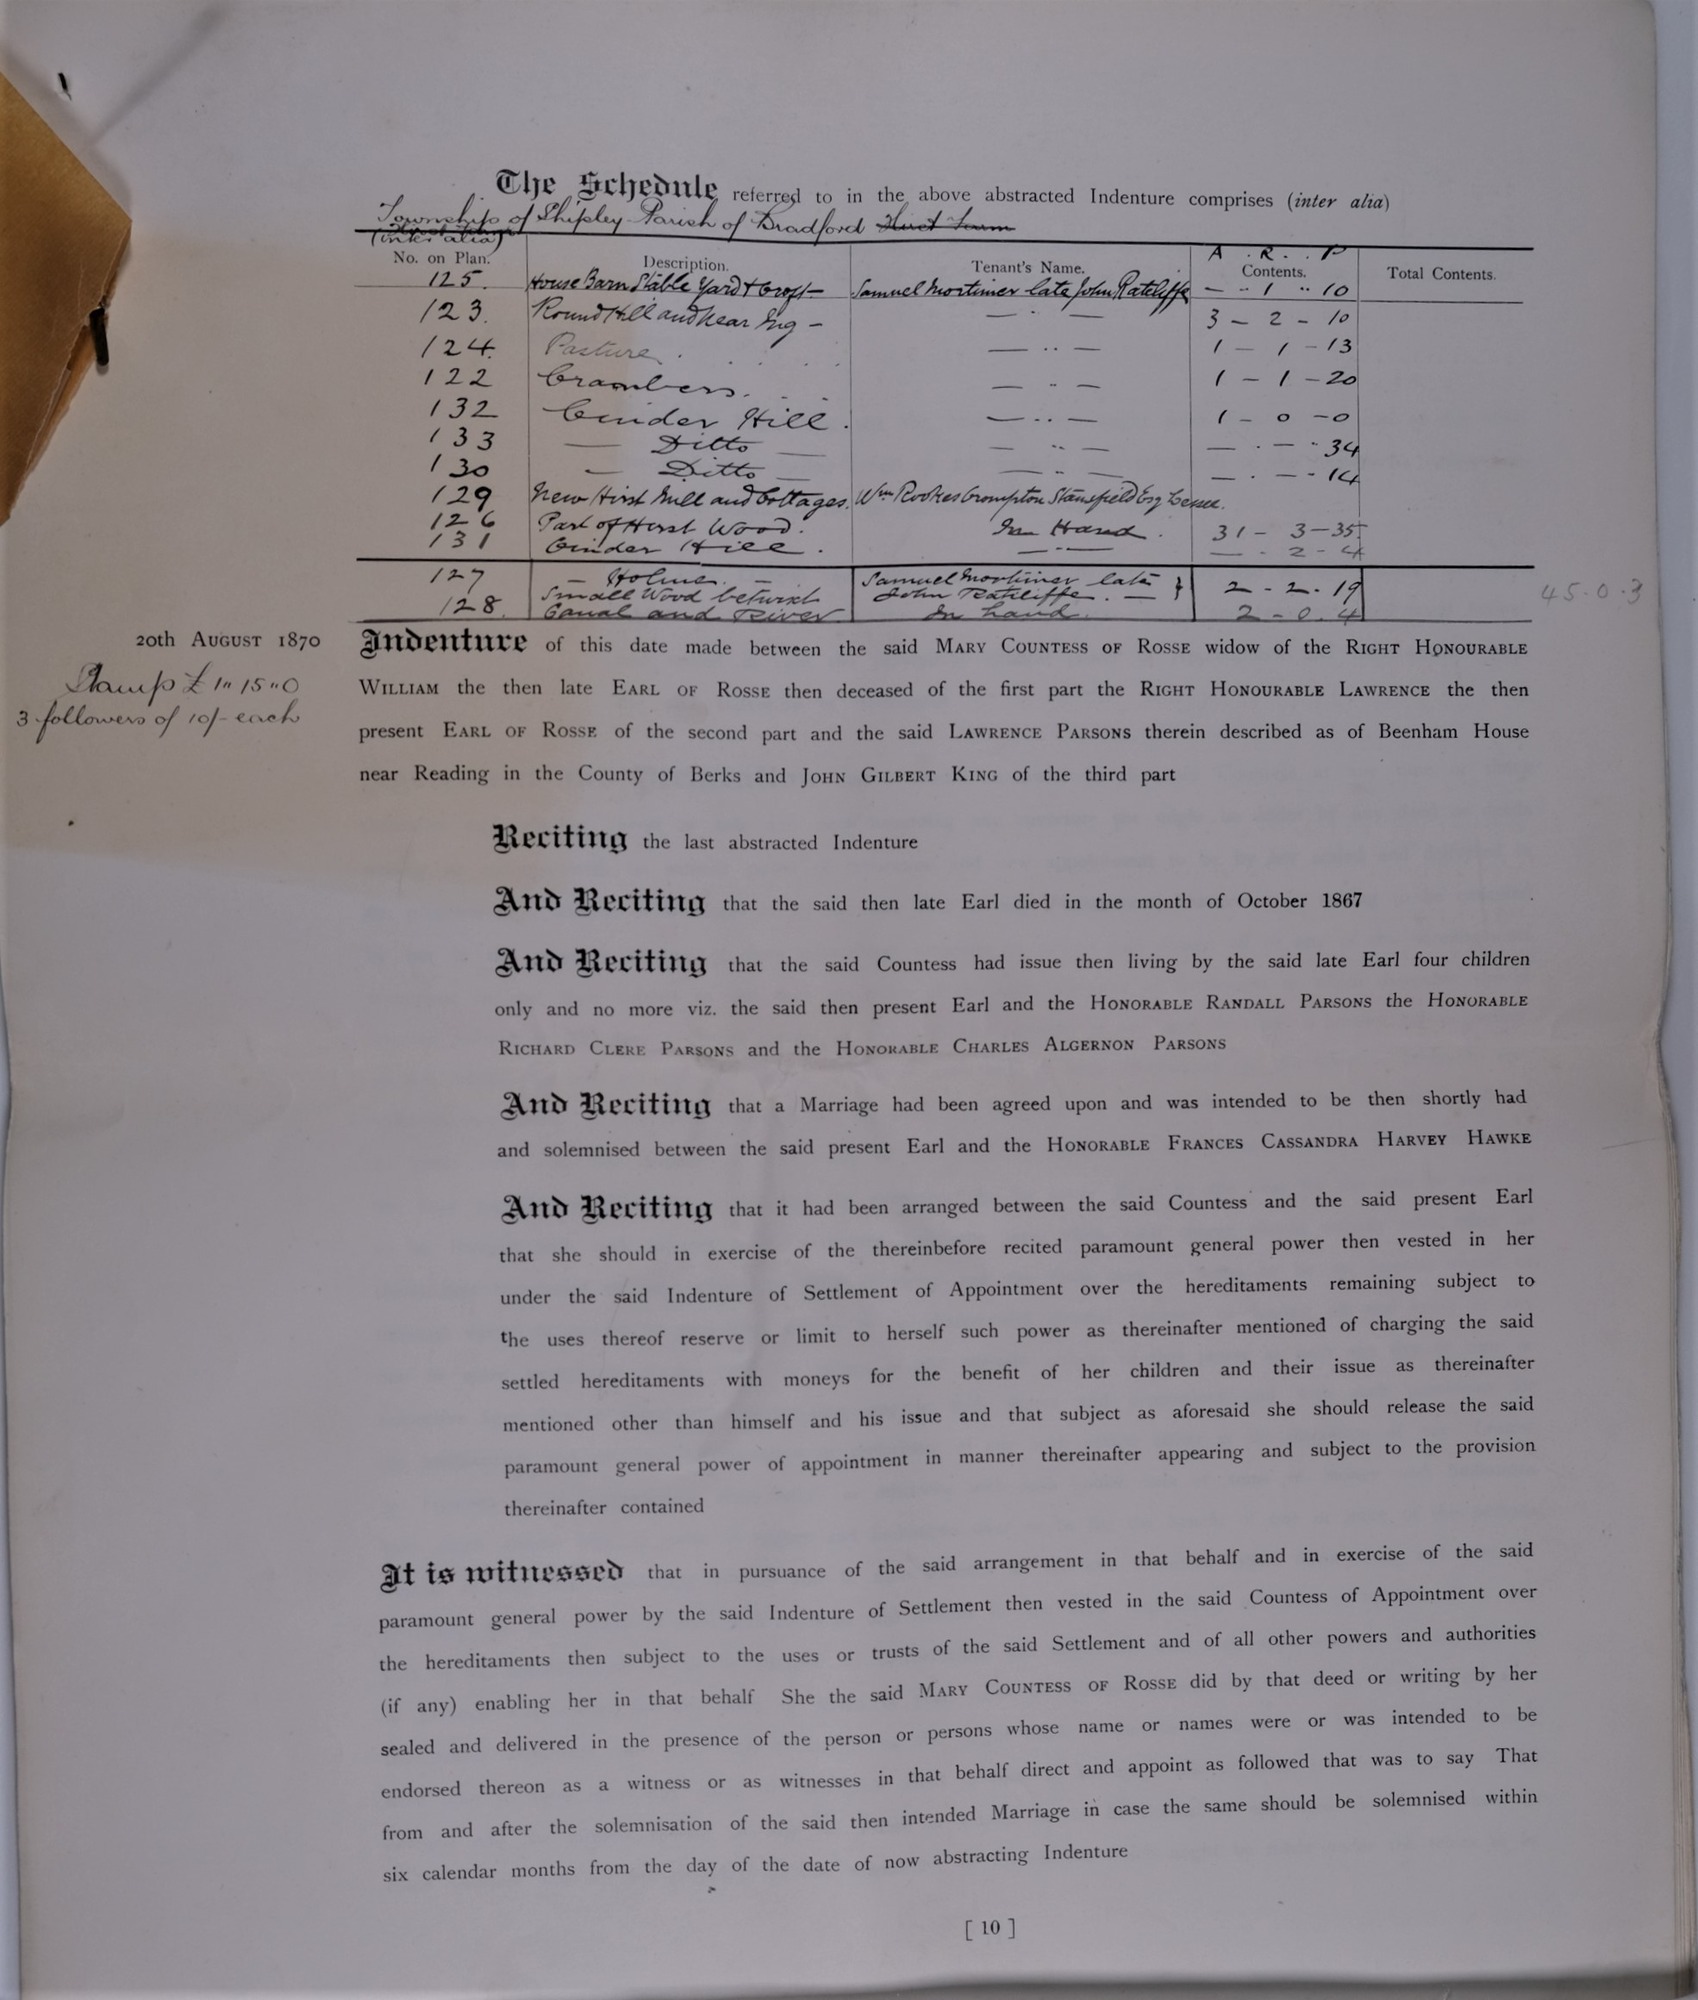 The Schedule referred to in the above abstracted Indenture comprises (inter alia)
Township of Shipley Parish of Bradford Hirst Farm
(inter alia)
A . R . . P
No. on Plan. Description. Tenant's Name. Contents. Total Contents.
125. House Barn Stable Yard & Croft — Samuel Mortimer late John Ratcliffe — " 1 " 10
123. Round Hill and near Ing — — " — 3 — 2 — 10
124. Pasture . — " — 1 — 1 — 13
122 Crambers. — " — 1 — 1 — 20
132 Cinder Hill . — " — 1 — 0 — 0
133 — Ditto — — " — — . — " 34
130 — Ditto — — " — — . — " 14
129 New Hirst Mill and Cottages. Wm Rookes Crompton Stansfield Esq Lessee.
126 Part of Hirst Wood. In Hand . 31 — 3 — 35
131 Cinder Hill . — " — — . 2 - 4
127 — Holme. — Samuel Mortimer late } 2 - 2 - 19
John Ratcliffe. —
128. Small Wood betwixt
Canal and River In hand. 2 - 0 . 4
45.0.3
20th August 1870
Stamp £1"15"0
3 followers of 10/- each
Indenture of this date made between the said Mary Countess of Rosse widow of the Right Honourable
William the then late Earl of Rosse then deceased of the first part the Right Honourable Lawrence the then
present Earl of Rosse of the second part and the said Lawrence Parsons therein described as of Beenham House
near Reading in the County of Berks and John Gilbert King of the third part
Reciting the last abstracted Indenture
And Reciting that the said then late Earl died in the month of October 1867
And Reciting that the said Countess had issue then living by the said late Earl four children
only and no more viz. the said then present Earl and the Honorable Randall Parsons the Honorable
Richard Clere Parsons and the Honorable Charles Algernon Parsons
And Reciting that a Marriage had been agreed upon and was intended to be then shortly had
and solemnised between the said present Earl and the Honorable Frances Cassandra Harvey Hawke
And Reciting that it had been arranged between the said Countess and the said present Earl
that she should in exercise of the thereinbefore recited paramount general power then vested in her
under the said Indenture of Settlement of Appointment over the hereditaments remaining subject to
the uses thereof reserve or limit to herself such power as thereinafter mentioned of charging the said
settled hereditaments with moneys for the benefit of her children and their issue as thereinafter
mentioned other than himself and his issue and that subject as aforesaid she should release the said
paramount general power of appointment in manner thereinafter appearing and subject to the provision
thereinafter contained
It is witnessed that in pursuance of the said arrangement in that behalf and in exercise of the said
paramount general power by the said Indenture of Settlement then vested in the said Countess of Appointment over
the hereditaments then subject to the uses or trusts of the said Settlement and of all other powers and authorities
(if any) enabling her in that behalf She the said Mary Countess of Rosse did by that deed or writing by her
sealed and delivered in the presence of the person or persons whose name or names were or was intended to be
endorsed thereon as a witness or as witnesses in that behalf direct and appoint as followed that was to say That
from and after the solemnisation of the said then intended Marriage in case the same should be solemnised within
six calendar months from the day of the date of now abstracting Indenture
[ 10 ]